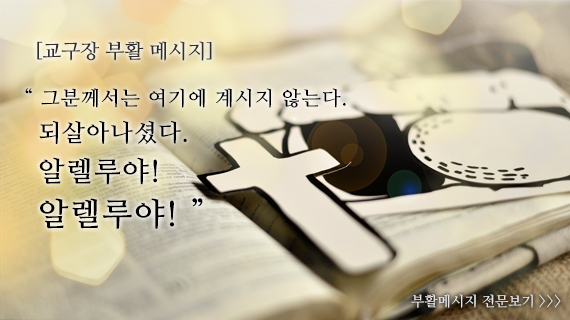 [교구장 부활 메시지]
“ 그분께서는 여기에 계시지 않는다.
되살아나셨다.
알렐루야!
알렐루야! ”
부활메시지 전문보기 >>>